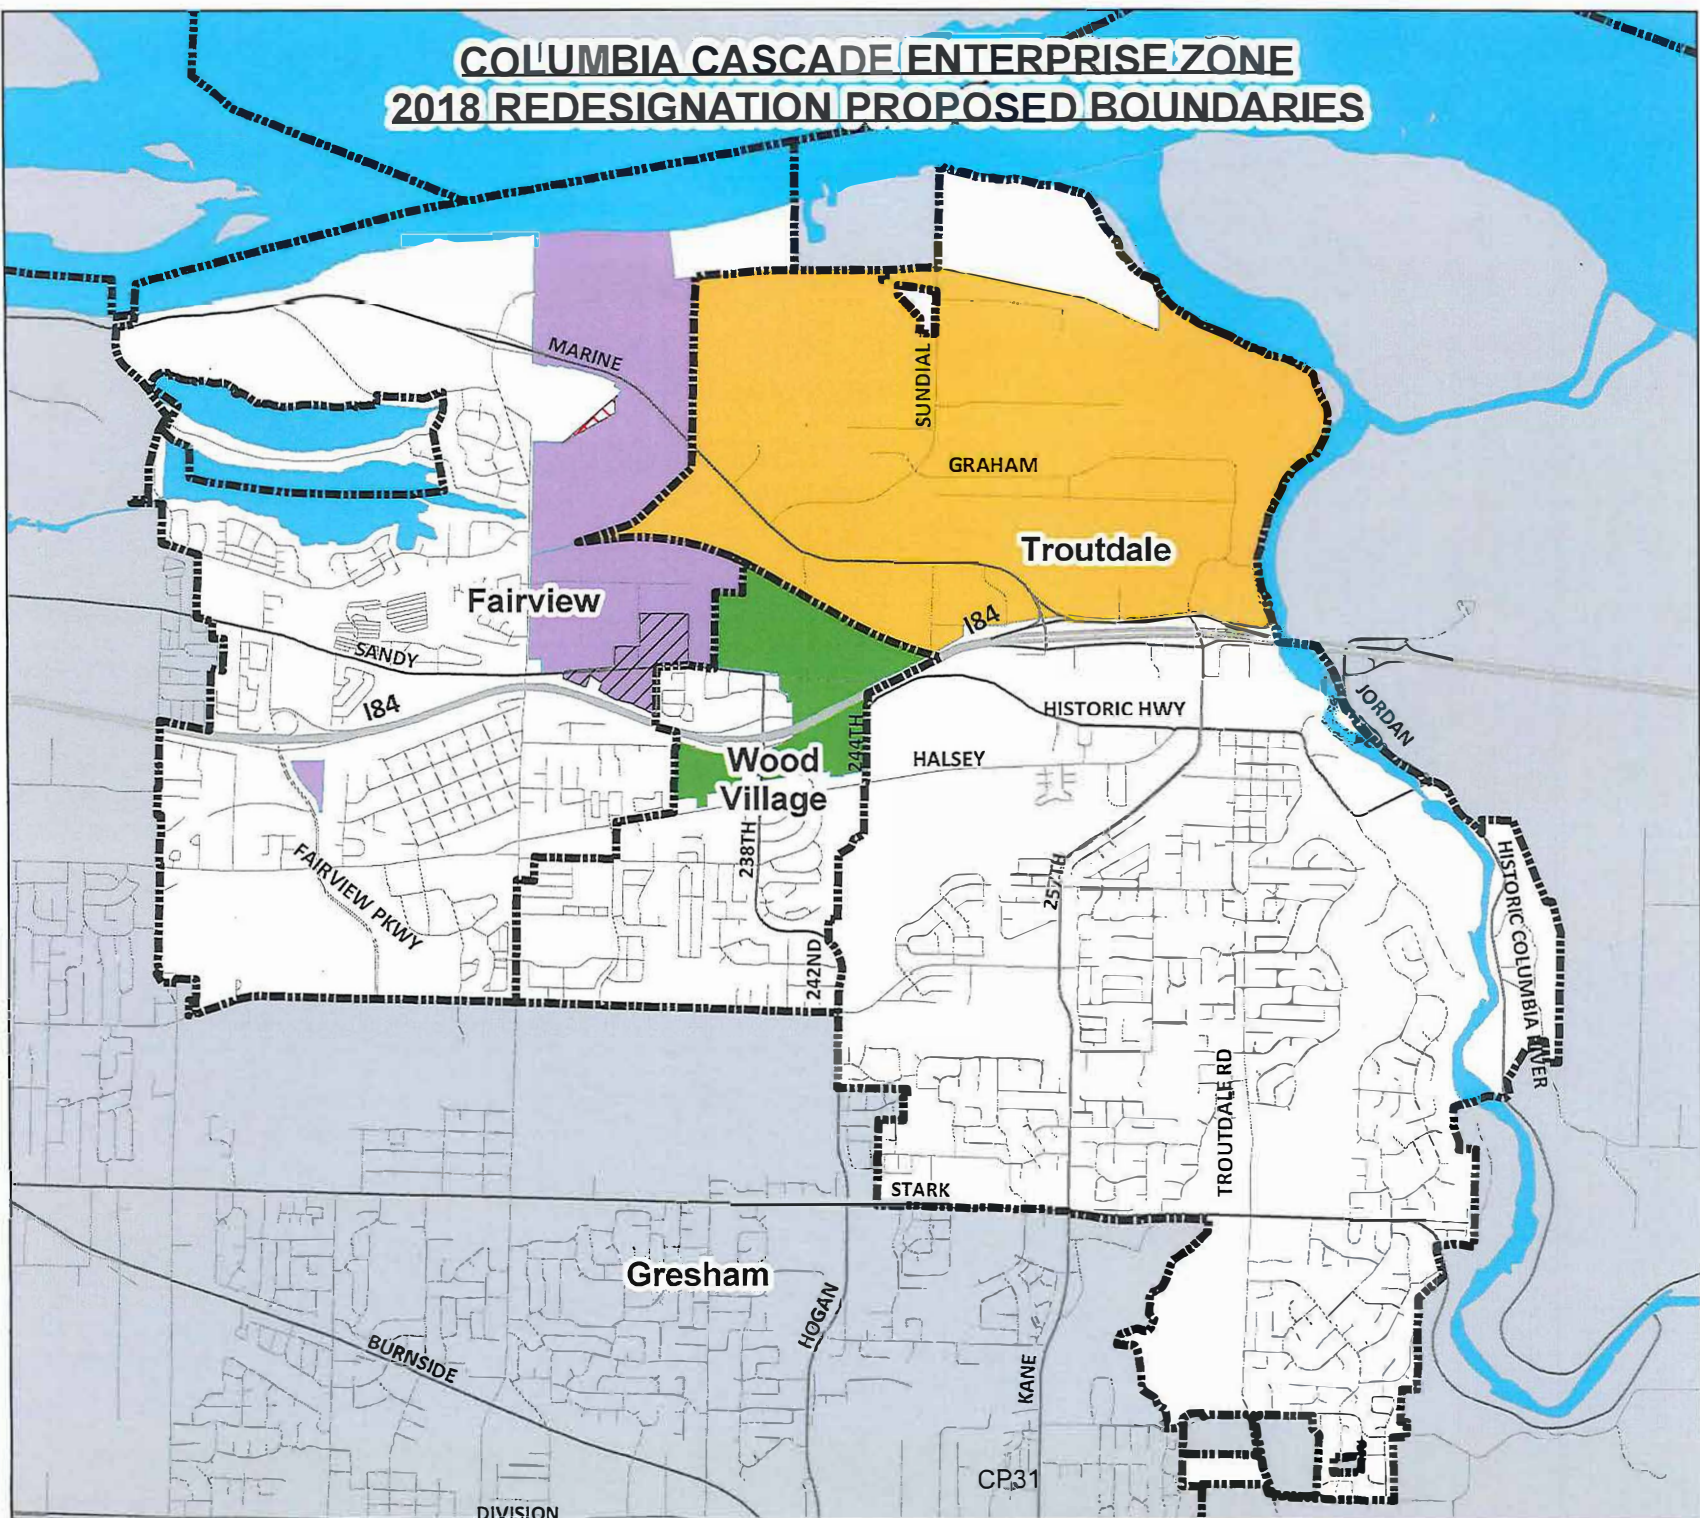 COLUMBIA CASCADE ENTERPRISE ZONE
2018 REDESIGNATION PROPOSED BOUNDARIES
MARINE
SUNDIAL
GRAHAM
Troutdale
Fairview
I84
SANDY
I84
JORDAN
HISTORIC HWY
244TH
HALSEY
Wood
Village
238TH
FAIRVIEW PKWY
257TH
HISTORIC COLUMBIA RIVER
242ND
TROUTDALE RD
STARK
Gresham
HOGAN
BURNSIDE
KANE
CP31
DIVISION